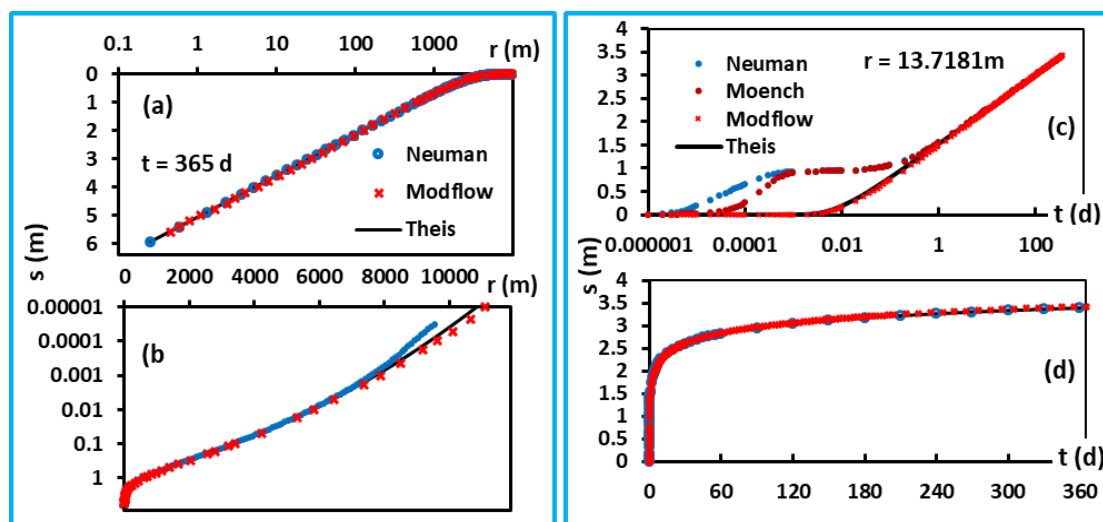 0.1 1 10 100 1000 r (m)
0
1
2
3
4
5
6
(a)
t = 365 d
Neuman
Modflow
Theis
s (m)
0 2000 4000 6000 8000 10000 r (m)
0.00001
0.0001
0.001
0.01
0.1
1
(b)
4
3.5
3
2.5
2
1.5
1
0.5
0
Neuman
Moench
Modflow
Theis
r = 13.7181m
(c)
t (d)
0.000001 0.0001 0.01 1 100
s (m)
4
3.5
3
2.5
2
1.5
1
0.5
0
(d)
t (d)
0 60 120 180 240 300 360